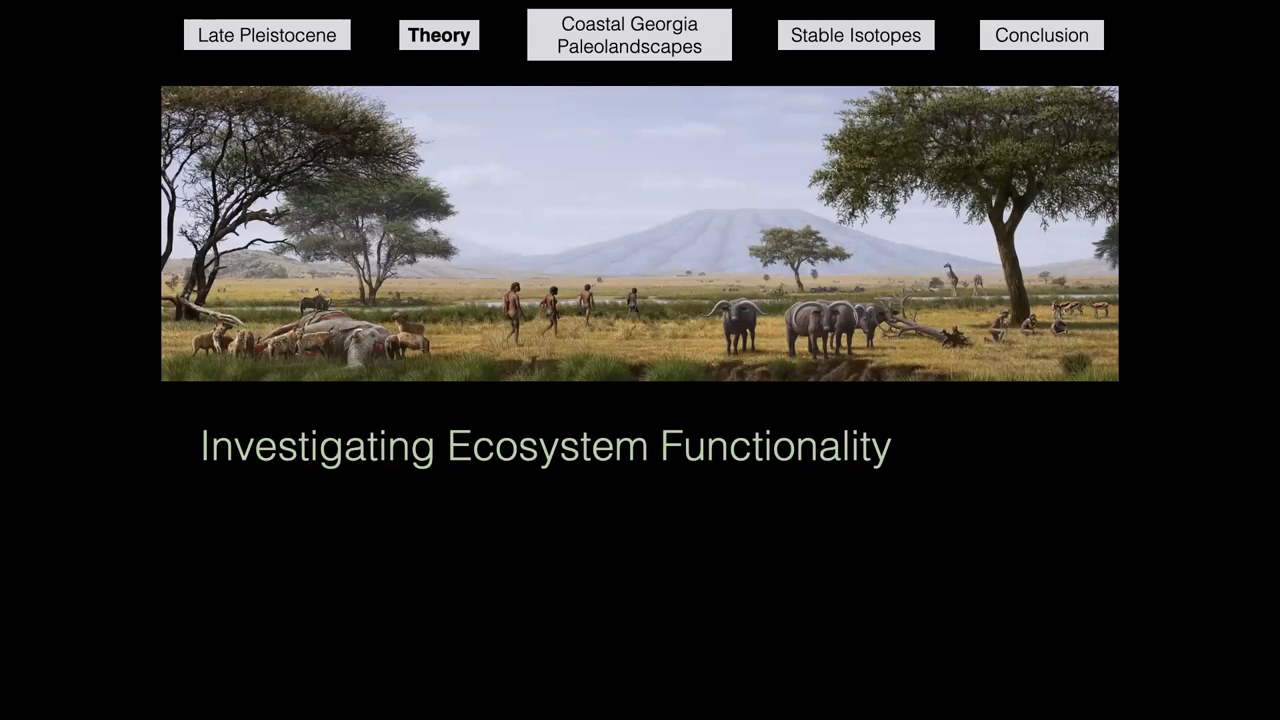 Late Pleistocene
Theory
Coastal Georgia
Paleolandscapes
Stable Isotopes
Conclusion
Investigating Ecosystem Functionality